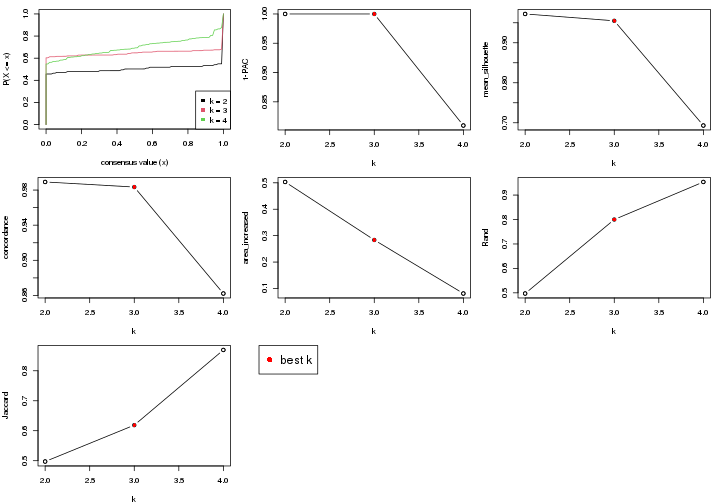 P(X <= x)
0.0 0.2 0.4 0.6 0.8 1.0
k = 2
k = 3
k = 4
0.0 0.2 0.4 0.6 0.8 1.0
consensus value (x)
1-PAC
0.85 0.90 0.95 1.00
2.0 2.5 3.0 3.5 4.0
k
mean_silhouette
0.70 0.80 0.90
2.0 2.5 3.0 3.5 4.0
k
concordance
0.86 0.90 0.94 0.98
2.0 2.5 3.0 3.5 4.0
k
area_increased
0.1 0.2 0.3 0.4 0.5
2.0 2.5 3.0 3.5 4.0
k
Rand
0.5 0.6 0.7 0.8 0.9
2.0 2.5 3.0 3.5 4.0
k
Jaccard
0.5 0.6 0.7 0.8
2.0 2.5 3.0 3.5 4.0
k
best k